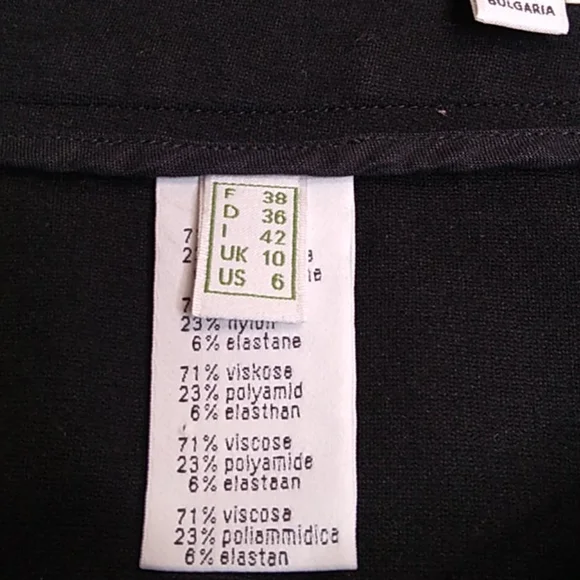 BULGARIA
F 38
D 36
I 42
UK 10
US 6
23% nylon
6% elastane
71% viskose
23% polyamid
6% elasthan
71% viscose
23% polyamide
6% elastaan
71% viscosa
23% poliammidica
6% elastan